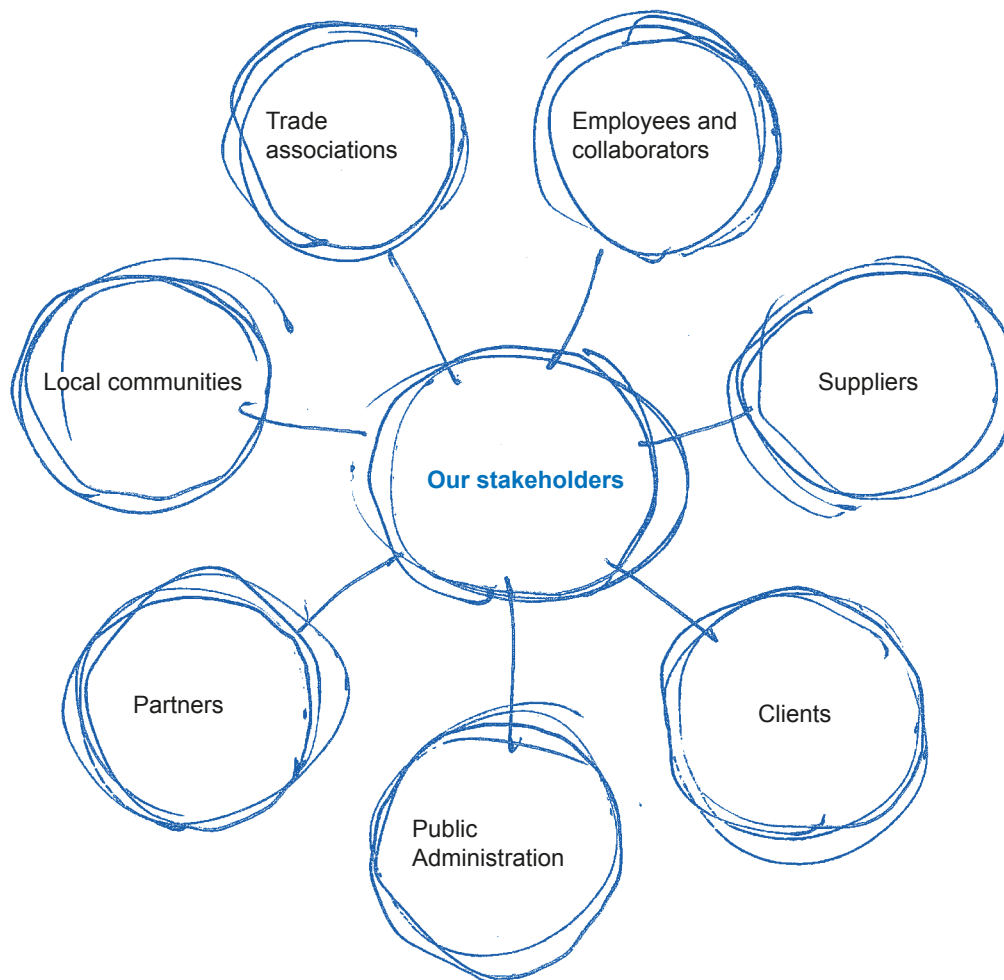 Trade
associations
Employees and
collaborators
Local communities
Suppliers
Our stakeholders
Partners
Clients
Public
Administration